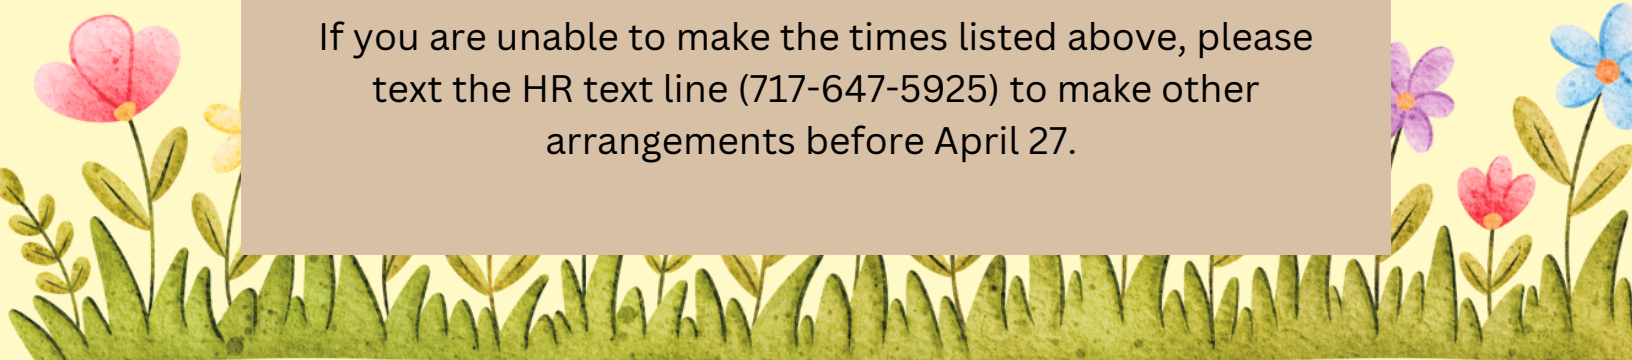 If you are unable to make the times listed above, please
text the HR text line (717-647-5925) to make other
arrangements before April 27.